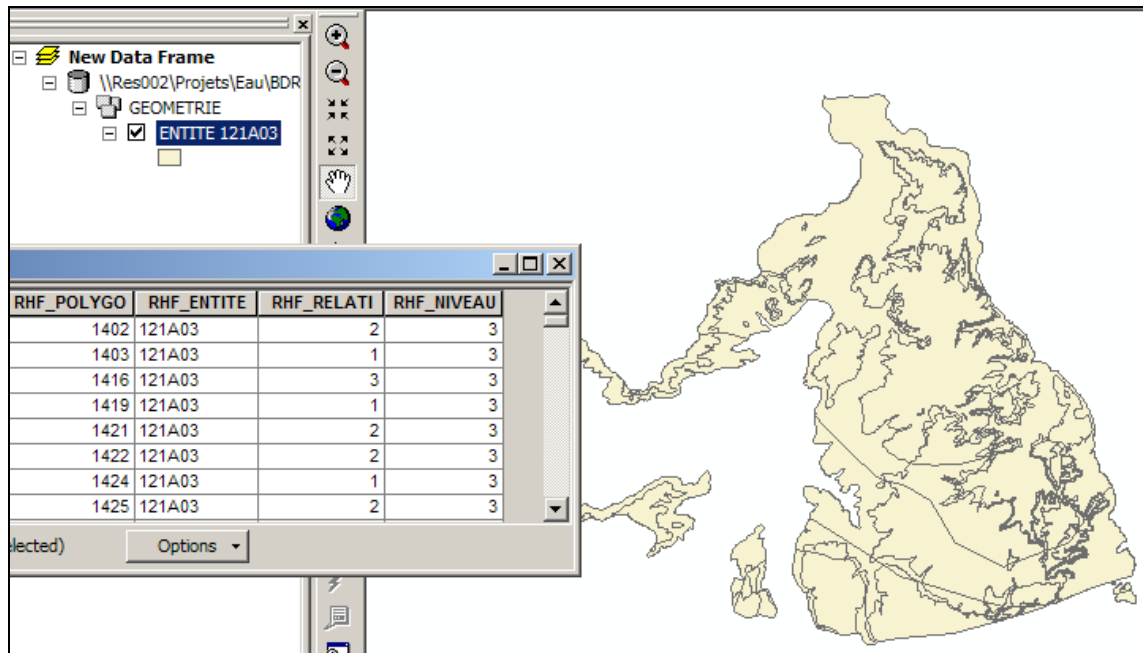 New Data Frame
\\Res002\Projets\Eau\BDR
GEOMETRIE
ENTITE 121A03
RHF_POLYGO RHF_ENTITE RHF_RELATI RHF_NIVEAU
1402 121A03 2 3
1403 121A03 1 3
1416 121A03 3 3
1419 121A03 1 3
1421 121A03 2 3
1422 121A03 2 3
1424 121A03 1 3
1425 121A03 2 3
elected) Options